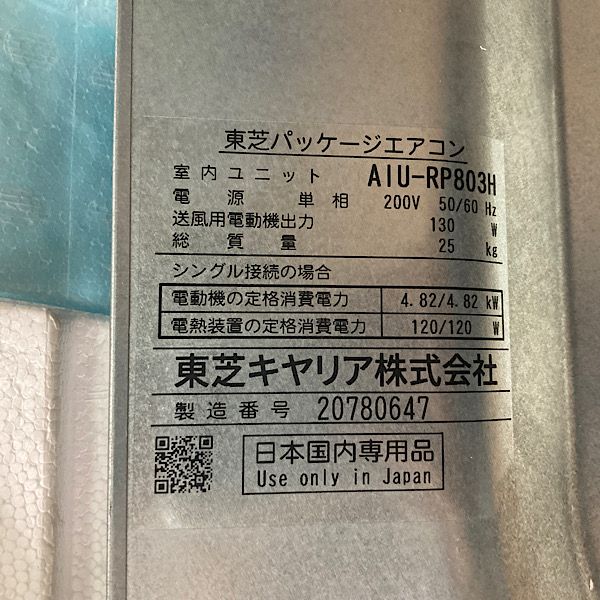 東芝パッケージエアコン
室内ユニット AIU-RP803H
電源 単相 200V 50/60 Hz
送風用電動機出力 130 W
総質量 25 kg
シングル接続の場合
電動機の定格消費電力 4.82/4.82 kW
電熱装置の定格消費電力 120/120 W
東芝キヤリア株式会社
製造番号 20780647
日本国内専用品
Use only in Japan